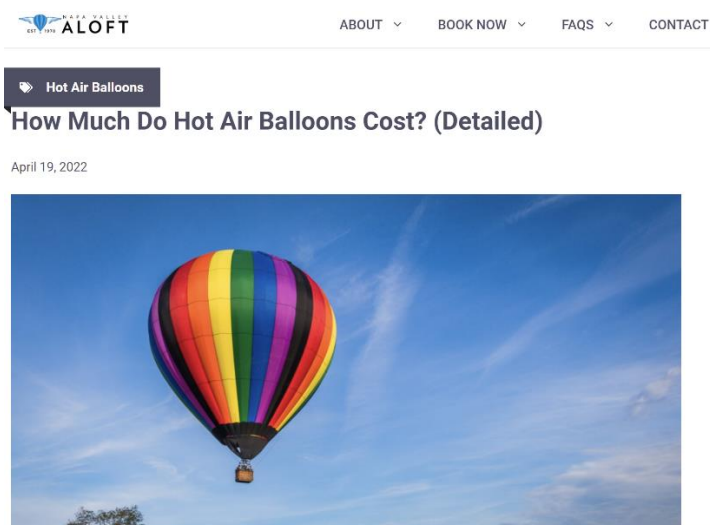 NAPA VALLEY
ALOFT
EST 1978
ABOUT
BOOK NOW
FAQS
CONTACT
Hot Air Balloons
How Much Do Hot Air Balloons Cost? (Detailed)
April 19, 2022